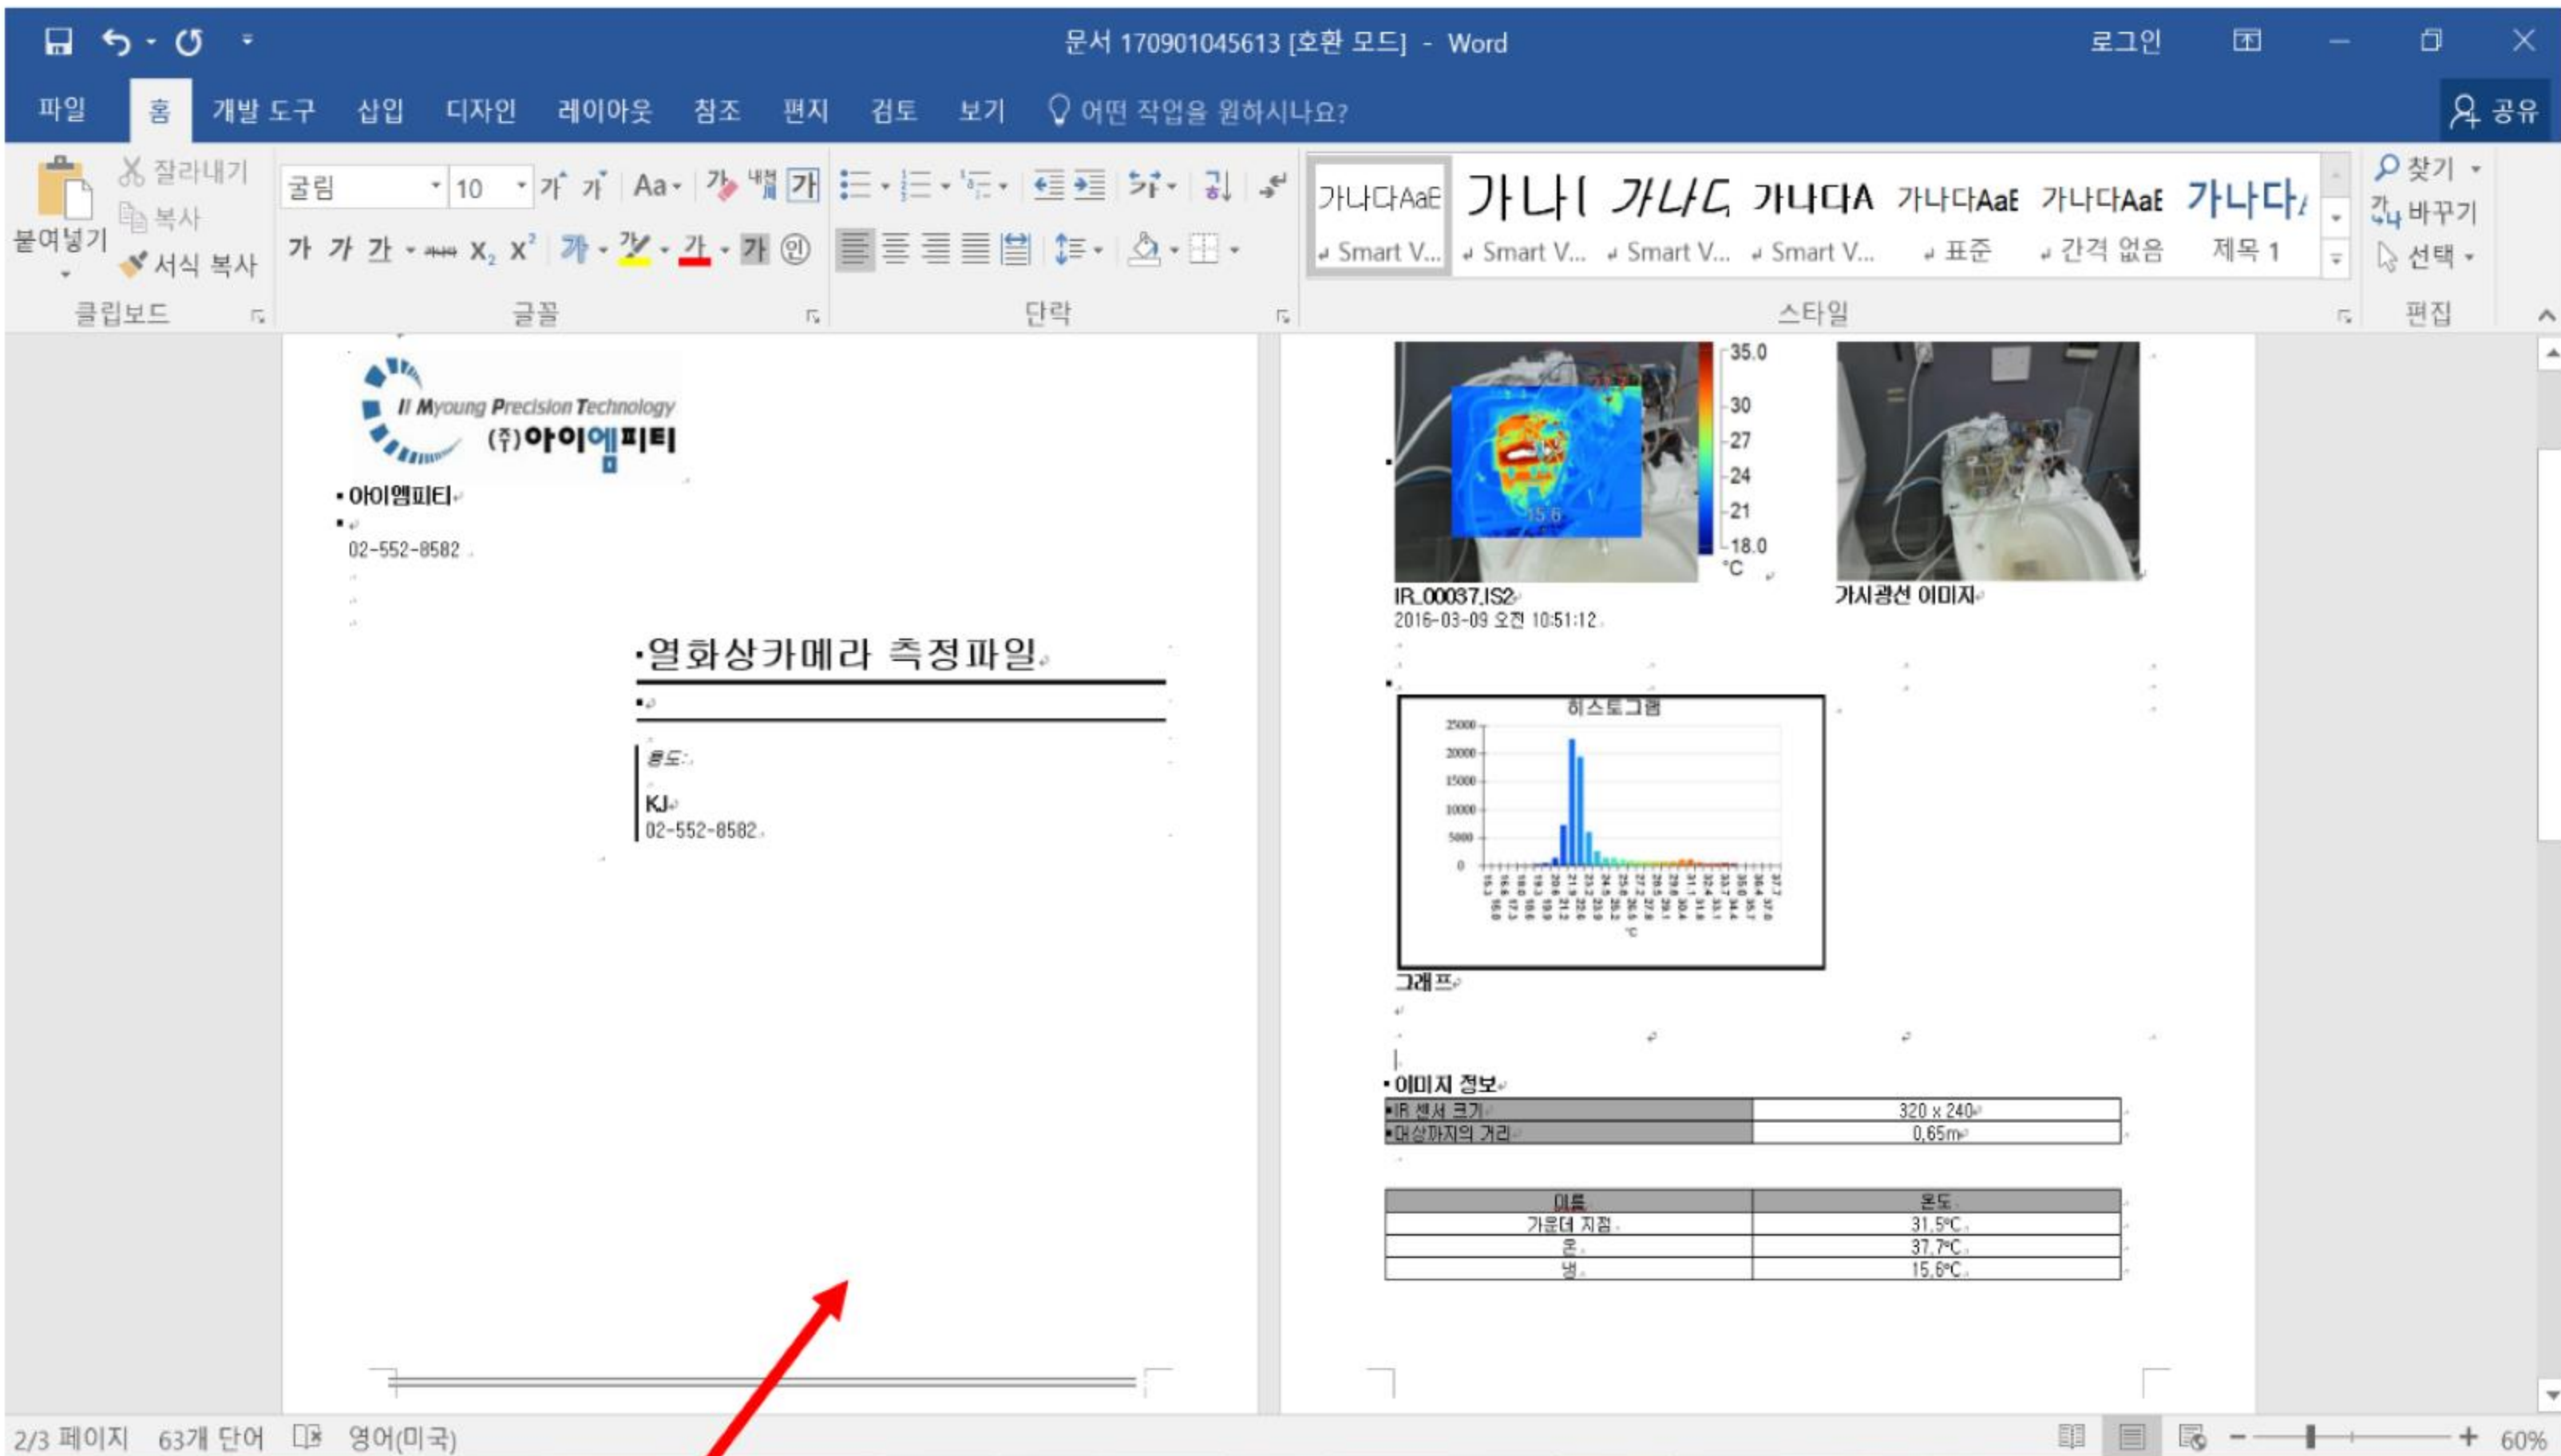 문서 170901045613 [호환 모드] - Word
로그인
파일 홈 개발 도구 삽입 디자인 레이아웃 참조 편지 검토 보기 어떤 작업을 원하시나요?
공유
붙여넣기
잘라내기
복사
서식 복사
클립보드
굴림 10
글꼴
단락
가나다AaE Smart V...
가나( Smart V...
가나다 Smart V...
가나다A Smart V...
가나다AaE 표준
가나다AaE 간격 없음
가나다 제목 1
스타일
찾기
바꾸기
선택
편집
Il Myoung Precision Technology
(주)아이엠피티
아이엠피티
02-552-8582
열화상카메라 측정파일
용도:
KJ
02-552-8582
35.0
30
27
24
21
18.0
°C
15.6
IR_00037.IS2
2016-03-09 오전 10:51:12
가시광선 이미지
히스토그램
25000
20000
15000
10000
5000
0
°C
그래프
이미지 정보
IR 센서 크기 320 x 240
대상까지의 거리 0.65m
이름 온도
가운데 지점 31.5°C
온 37.7°C
냉 15.6°C
2/3 페이지 63개 단어 영어(미국)
60%